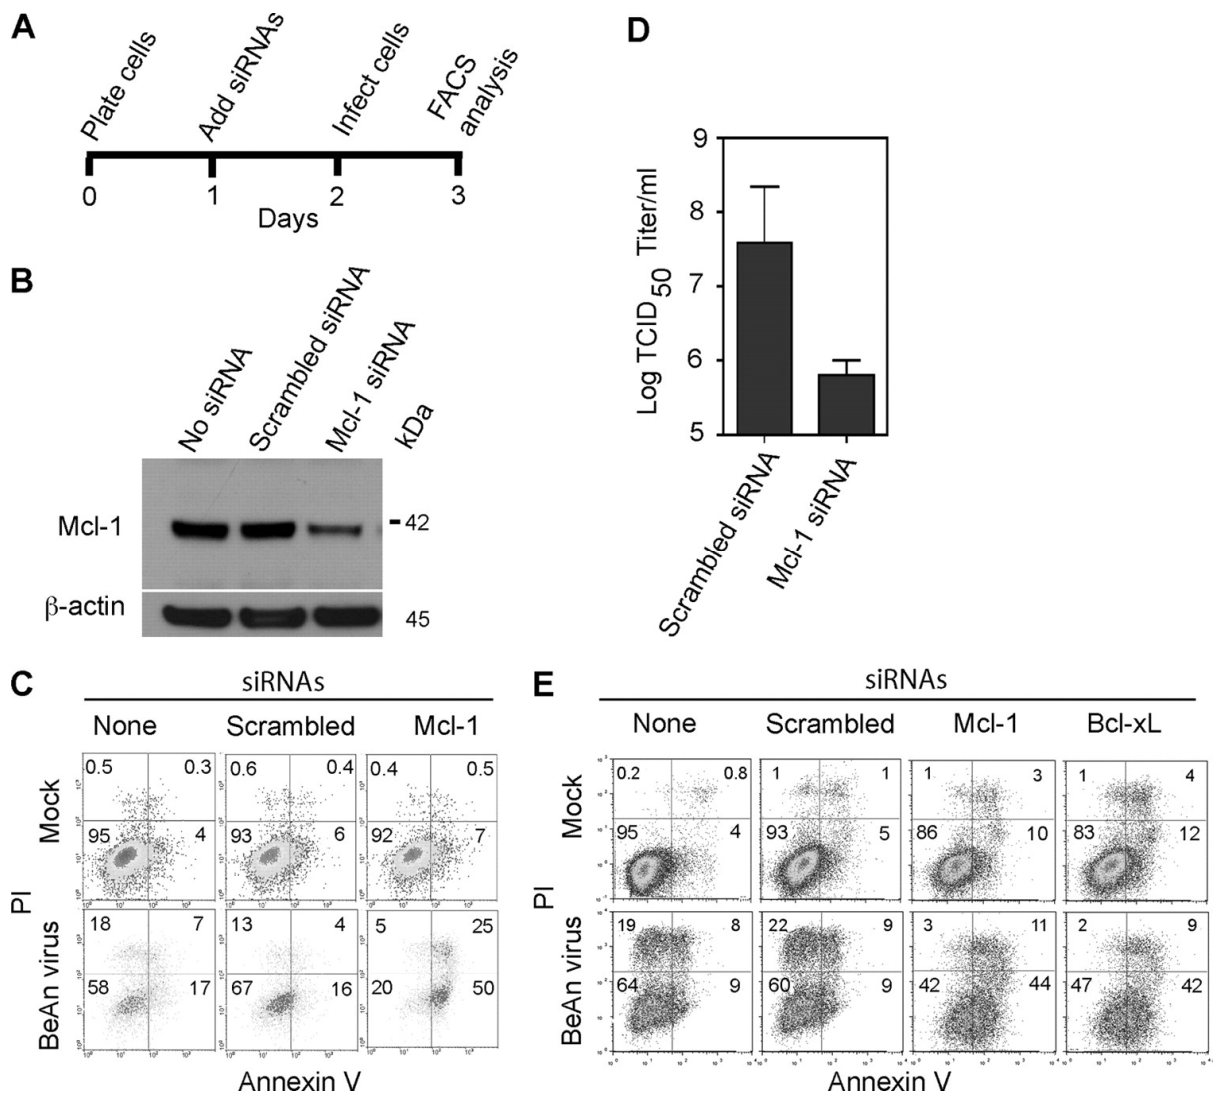 A
Plate cells
Add siRNAs
Infect cells
FACS
analysis
0 1 2 3
Days
B
No siRNA
Scrambled siRNA
Mcl-1 siRNA
kDa
Mcl-1
42
β-actin
45
D
Log TCID50 Titer/ml
9
8
7
6
5
Scrambled siRNA
Mcl-1 siRNA
C
siRNAs
None Scrambled Mcl-1
Mock
0.5 0.3 0.6 0.4 0.4 0.5
95 4 93 6 92 7
PI
BeAn virus
18 7 13 4 5 25
58 17 67 16 20 50
Annexin V
E
siRNAs
None Scrambled Mcl-1 Bcl-xL
Mock
0.2 0.8 1 1 1 3 1 4
95 4 93 5 86 10 83 12
PI
BeAn virus
19 8 22 9 3 11 2 9
64 9 60 9 42 44 47 42
Annexin V